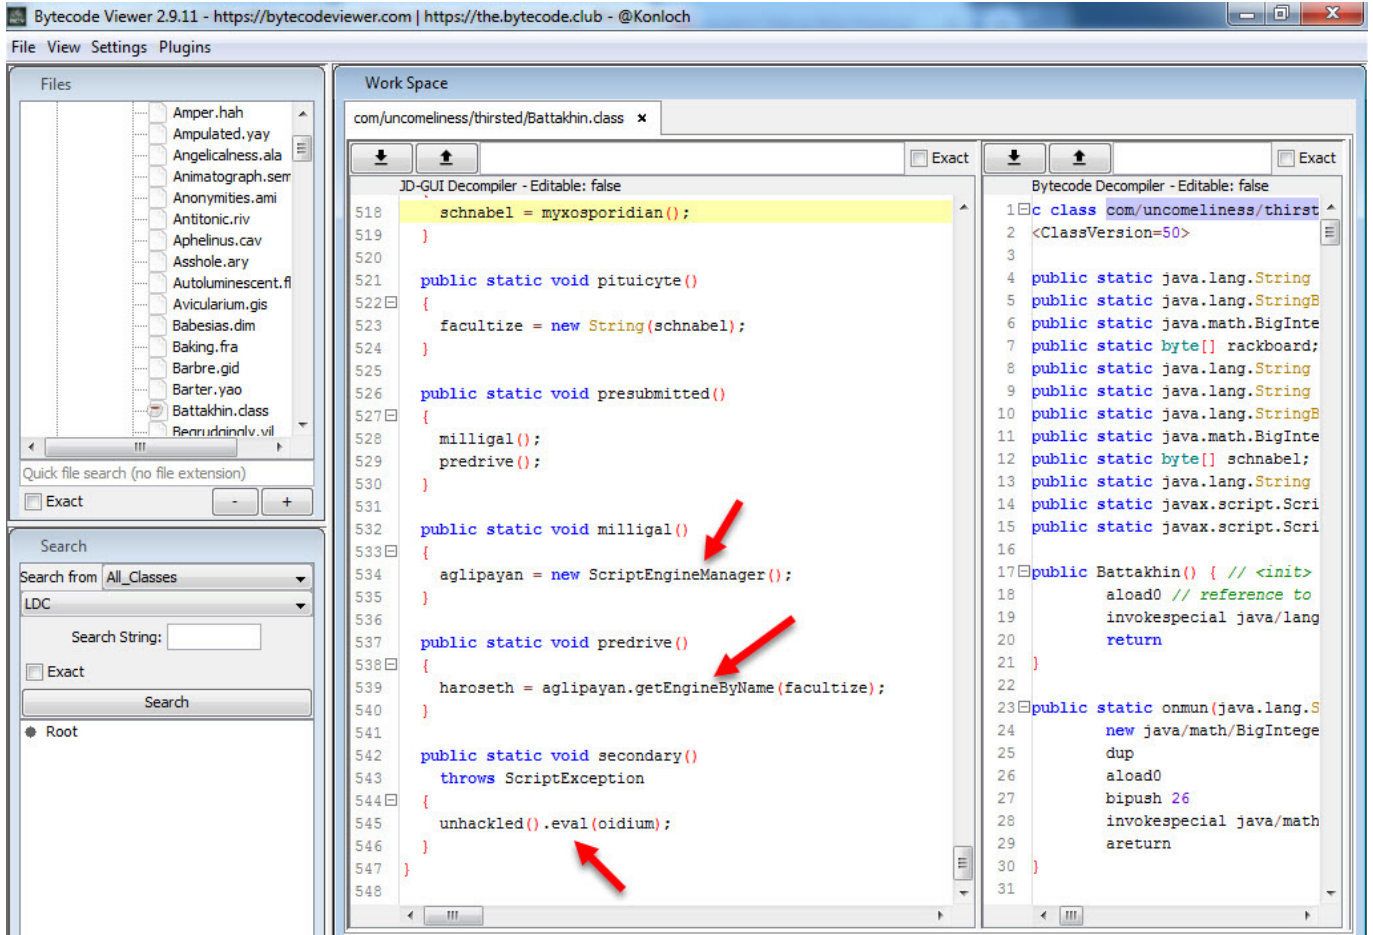 Bytecode Viewer 2.9.11 - https://bytecodeviewer.com | https://the.bytecode.club - @Konloch
File View Settings Plugins
Files
Amper.hah
Ampulated.yay
Angelicalness.ala
Animatograph.sem
Anonymities.ami
Antitonic.riv
Aphelinus.cav
Asshole.ary
Autoluminescent.fl
Avicularium.gis
Babesias.dim
Baking.fra
Barbre.gid
Barter.yao
Battakhin.class
Begrudgingly.vil
Quick file search (no file extension)
Exact
- +
Search
Search from All_Classes
LDC
Search String:
Exact
Search
Root
Work Space
com/uncomeliness/thirsted/Battakhin.class x
Exact
JD-GUI Decompiler - Editable: false
518 schnabel = myxosporidian();
519 }
520
521 public static void pituicyte()
522 {
523 facultize = new String(schnabel);
524 }
525
526 public static void presubmitted()
527 {
528 milligal();
529 predrive();
530 }
531
532 public static void milligal()
533 {
534 aglipayan = new ScriptEngineManager();
535 }
536
537 public static void predrive()
538 {
539 haroseth = aglipayan.getEngineByName(facultize);
540 }
541
542 public static void secondary()
543 throws ScriptException
544 {
545 unhackled().eval(oidium);
546 }
547 }
548
Exact
Bytecode Decompiler - Editable: false
1 c class com/uncomeliness/thirst
2 <ClassVersion=50>
3
4 public static java.lang.String
5 public static java.lang.StringB
6 public static java.math.BigInte
7 public static byte[] rackboard;
8 public static java.lang.String
9 public static java.lang.String
10 public static java.lang.StringB
11 public static java.math.BigInte
12 public static byte[] schnabel;
13 public static java.lang.String
14 public static javax.script.Scri
15 public static javax.script.Scri
16
17 public Battakhin() { // <init>
18 aload0 // reference to
19 invokespecial java/lang
20 return
21 }
22
23 public static onmun(java.lang.S
24 new java/math/BigIntege
25 dup
26 aload0
27 bipush 26
28 invokespecial java/math
29 areturn
30 }
31